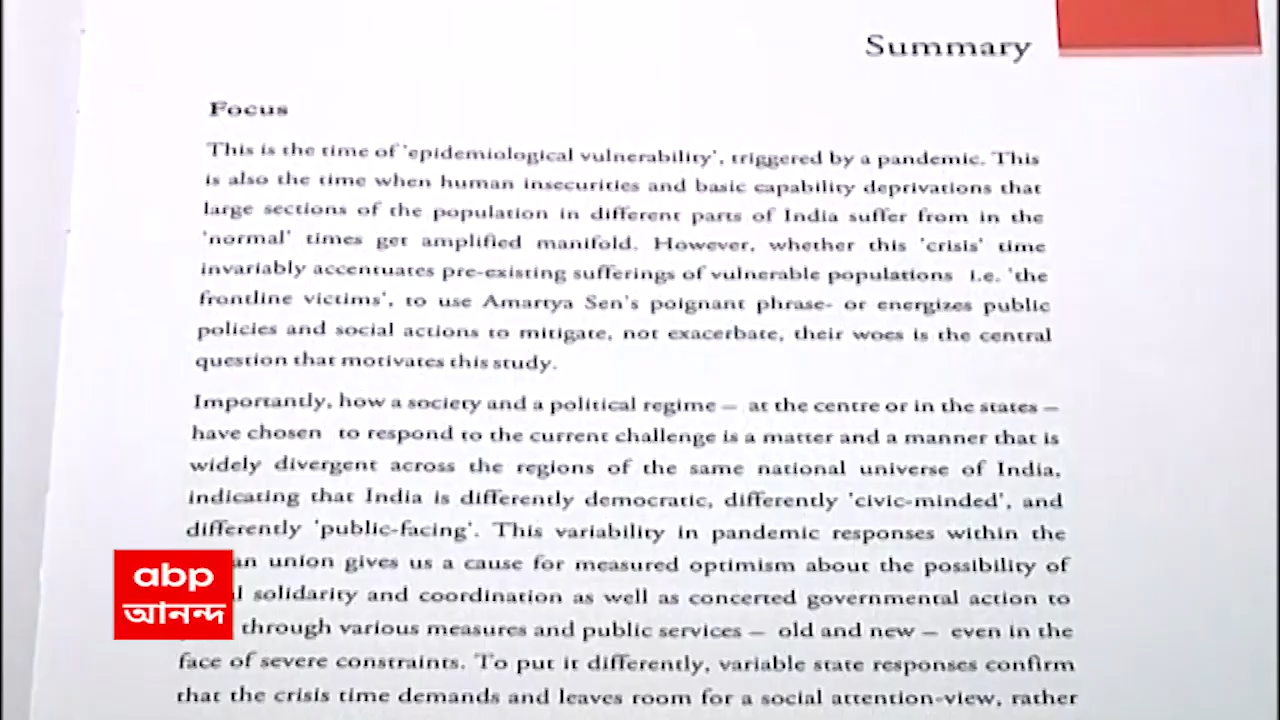 Summary
Focus
This is the time of 'epidemiological vulnerability', triggered by a pandemic. This
is also the time when human insecurities and basic capability deprivations that
large sections of the population in different parts of India suffer from in the
'normal' times get amplified manifold. However, whether this 'crisis' time
invariably accentuates pre-existing sufferings of vulnerable populations i.e. 'the
frontline victims', to use Amartya Sen's poignant phrase- or energizes public
policies and social actions to mitigate, not exacerbate, their woes is the central
question that motivates this study.
Importantly, how a society and a political regime – at the centre or in the states –
have chosen to respond to the current challenge is a matter and a manner that is
widely divergent across the regions of the same national universe of India,
indicating that India is differently democratic, differently 'civic-minded', and
differently 'public-facing'. This variability in pandemic responses within the
union gives us a cause for measured optimism about the possibility of
solidarity and coordination as well as concerted governmental action to
through various measures and public services – old and new – even in the
face of severe constraints. To put it differently, variable state responses confirm
that the crisis time demands and leaves room for a social attention-view, rather
abp
আনন্দ